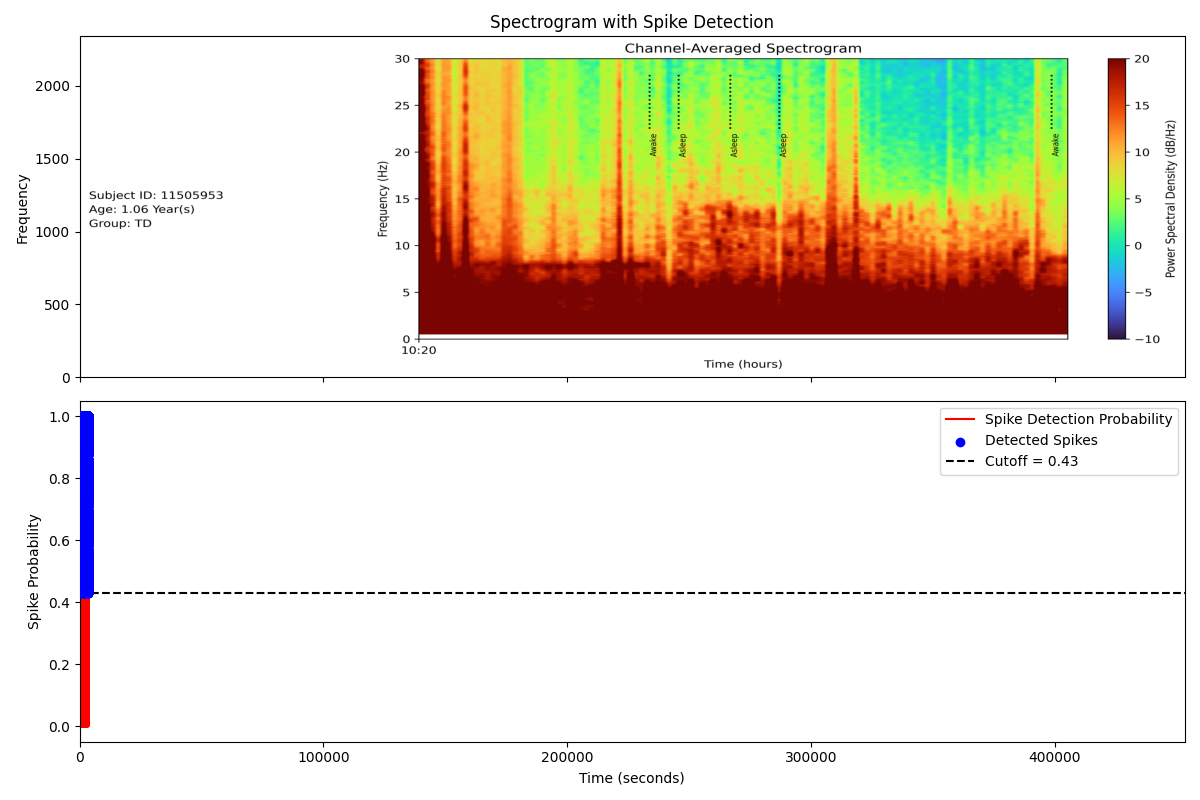 Spectrogram with Spike Detection
Channel-Averaged Spectrogram
Frequency
2000
1500
1000
500
0
Subject ID: 11505953
Age: 1.06 Year(s)
Group: TD
Frequency (Hz)
30
25
20
15
10
5
0
Awake
Asleep
Asleep
Asleep
Awake
10:20
Time (hours)
20
15
10
5
0
−5
−10
Power Spectral Density (dB/Hz)
Spike Probability
1.0
0.8
0.6
0.4
0.2
0.0
Spike Detection Probability
Detected Spikes
Cutoff = 0.43
0 100000 200000 300000 400000
Time (seconds)